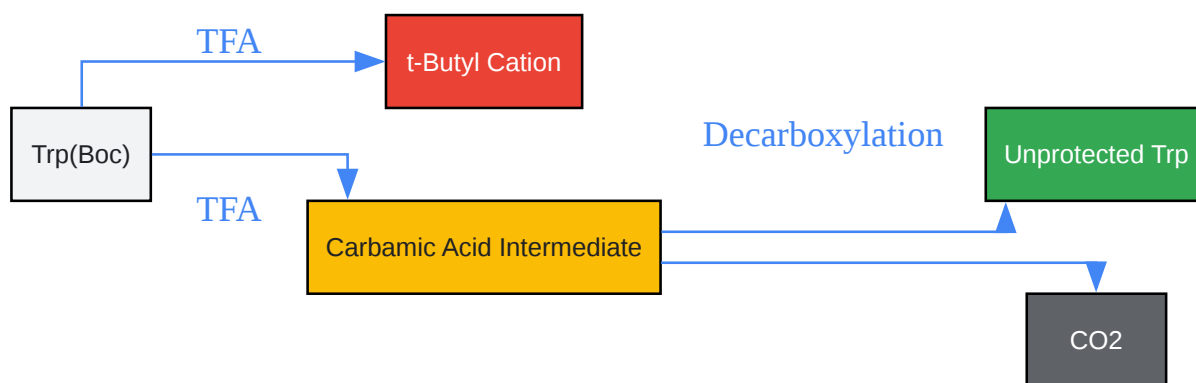 TFA
t-Butyl Cation
Trp(Boc)
Decarboxylation
Unprotected Trp
TFA
Carbamic Acid Intermediate
CO2